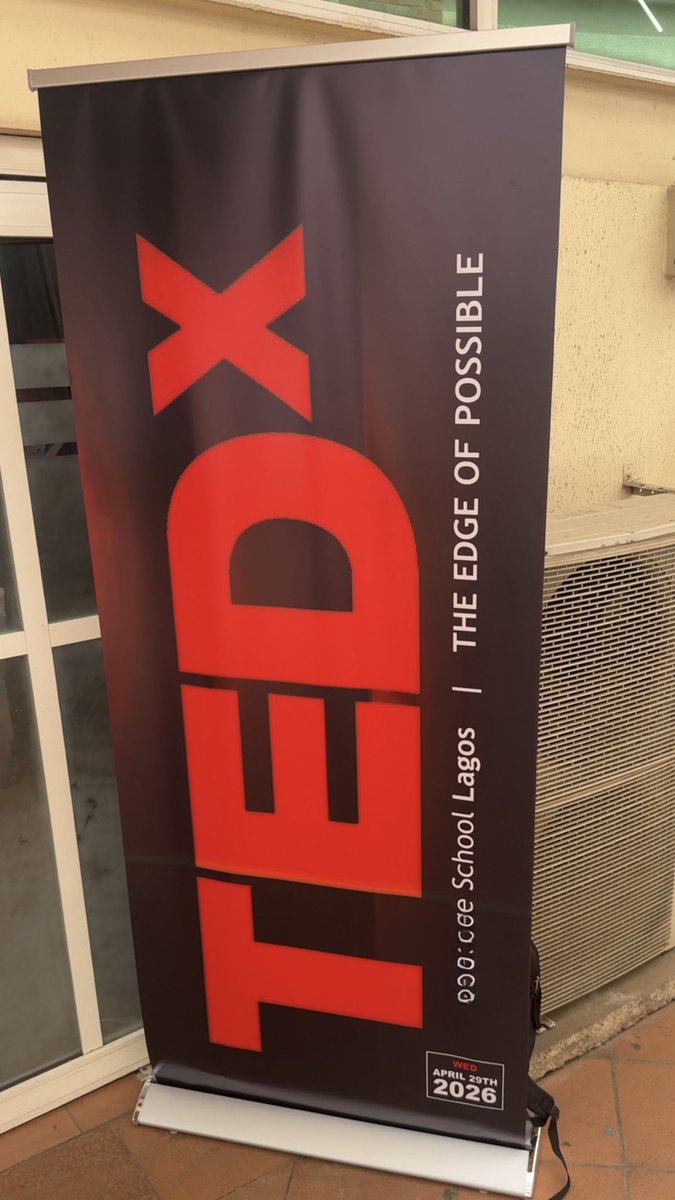 TEDX
School Lagos | THE EDGE OF POSSIBLE
WED
APRIL 29TH
2026